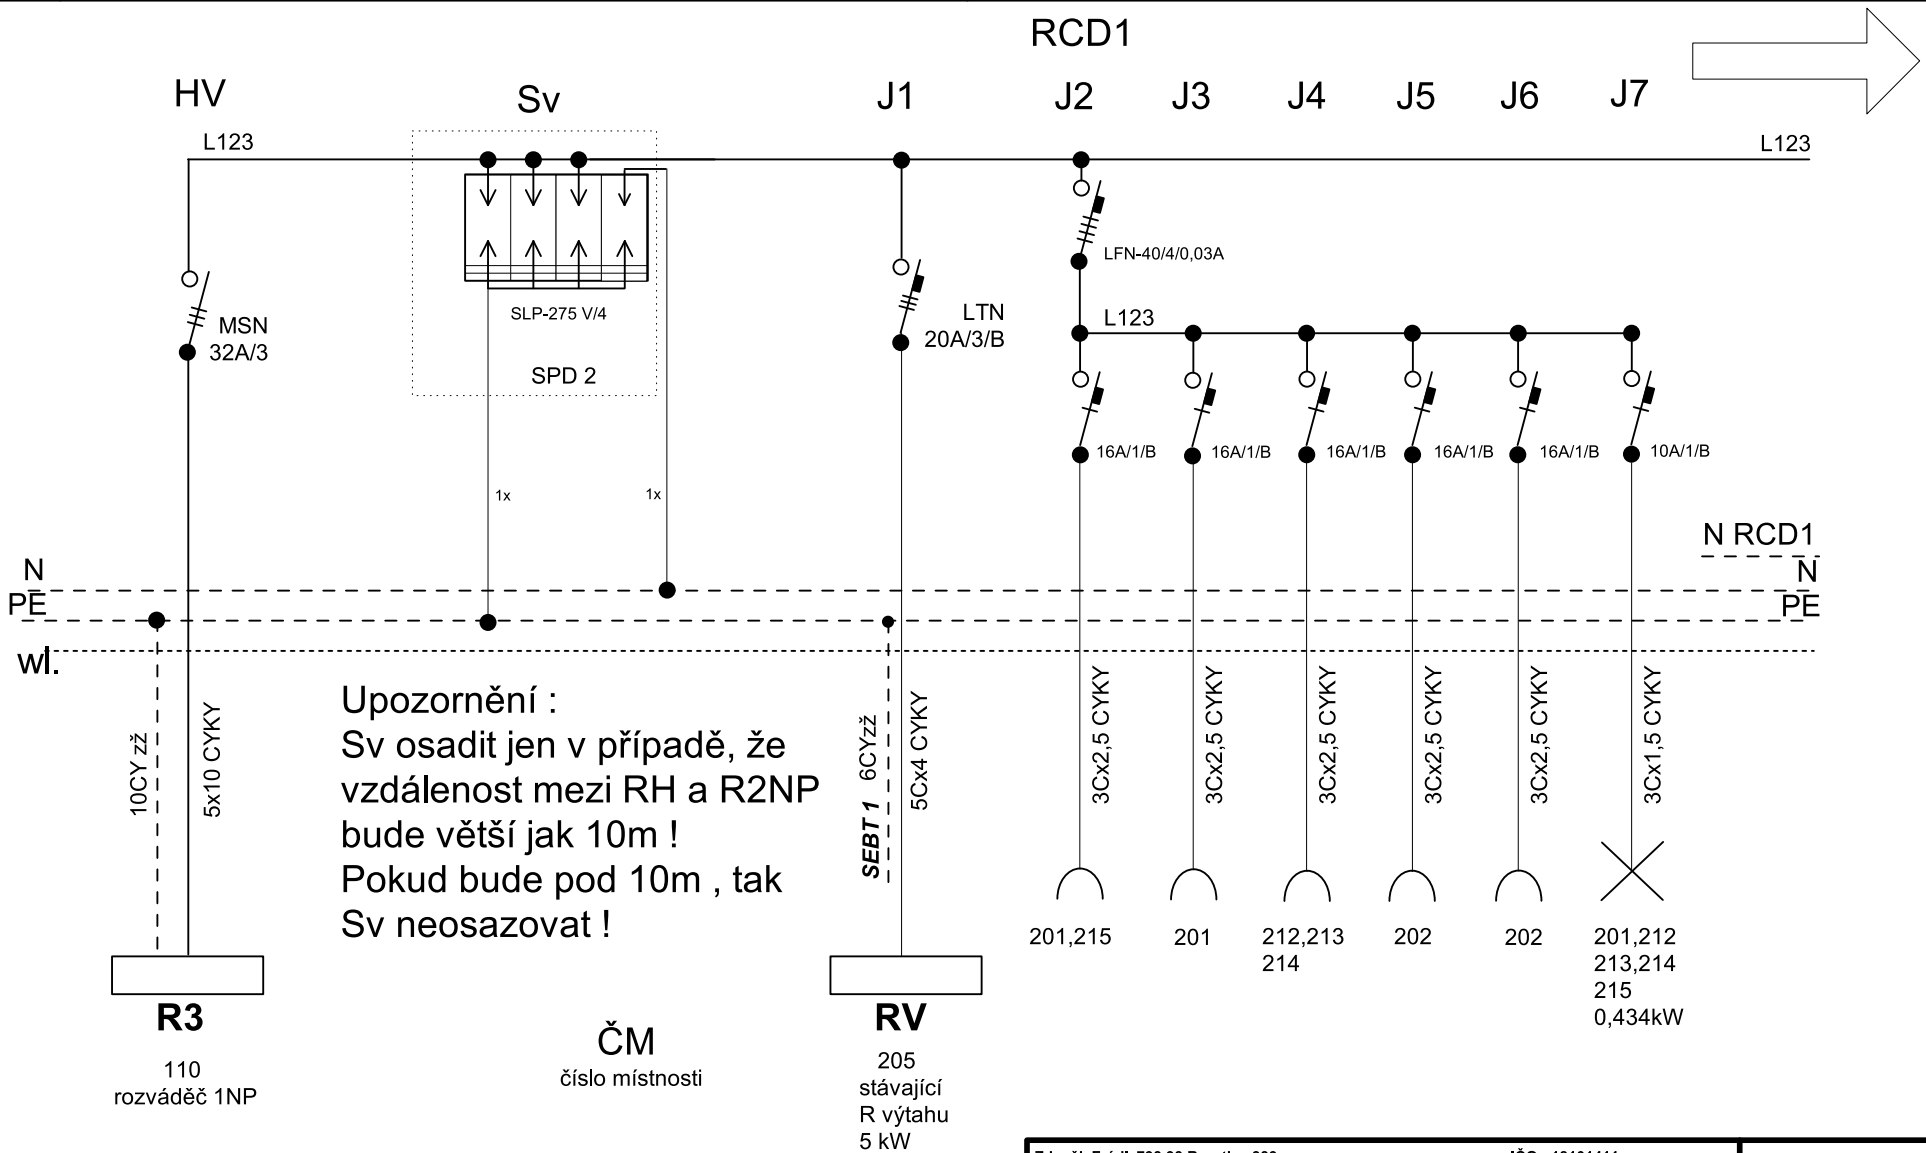 RCD1
HV
Sv
J1
J2
J3
J4
J5
J6
J7
L123
L123
LFN-40/4/0,03A
SLP-275 V/4
MSN
32A/3
LTN
20A/3/B
L123
SPD 2
16A/1/B
16A/1/B
16A/1/B
16A/1/B
16A/1/B
10A/1/B
1x
1x
N RCD1
N
N
PE
PE
wl.
10CY zž
5x10 CYKY
Upozornění :
Sv osadit jen v případě, že
vzdálenost mezi RH a R2NP
bude větší jak 10m !
Pokud bude pod 10m , tak
Sv neosazovat !
SEBT 1 6CYzž
5Cx4 CYKY
3Cx2,5 CYKY
3Cx2,5 CYKY
3Cx2,5 CYKY
3Cx2,5 CYKY
3Cx2,5 CYKY
3Cx1,5 CYKY
201,215
201
212,213
214
202
202
201,212
213,214
215
0,434kW
R3
110
rozváděč 1NP
ČM
číslo místnosti
RV
205
stávající
R výtahu
5 kW